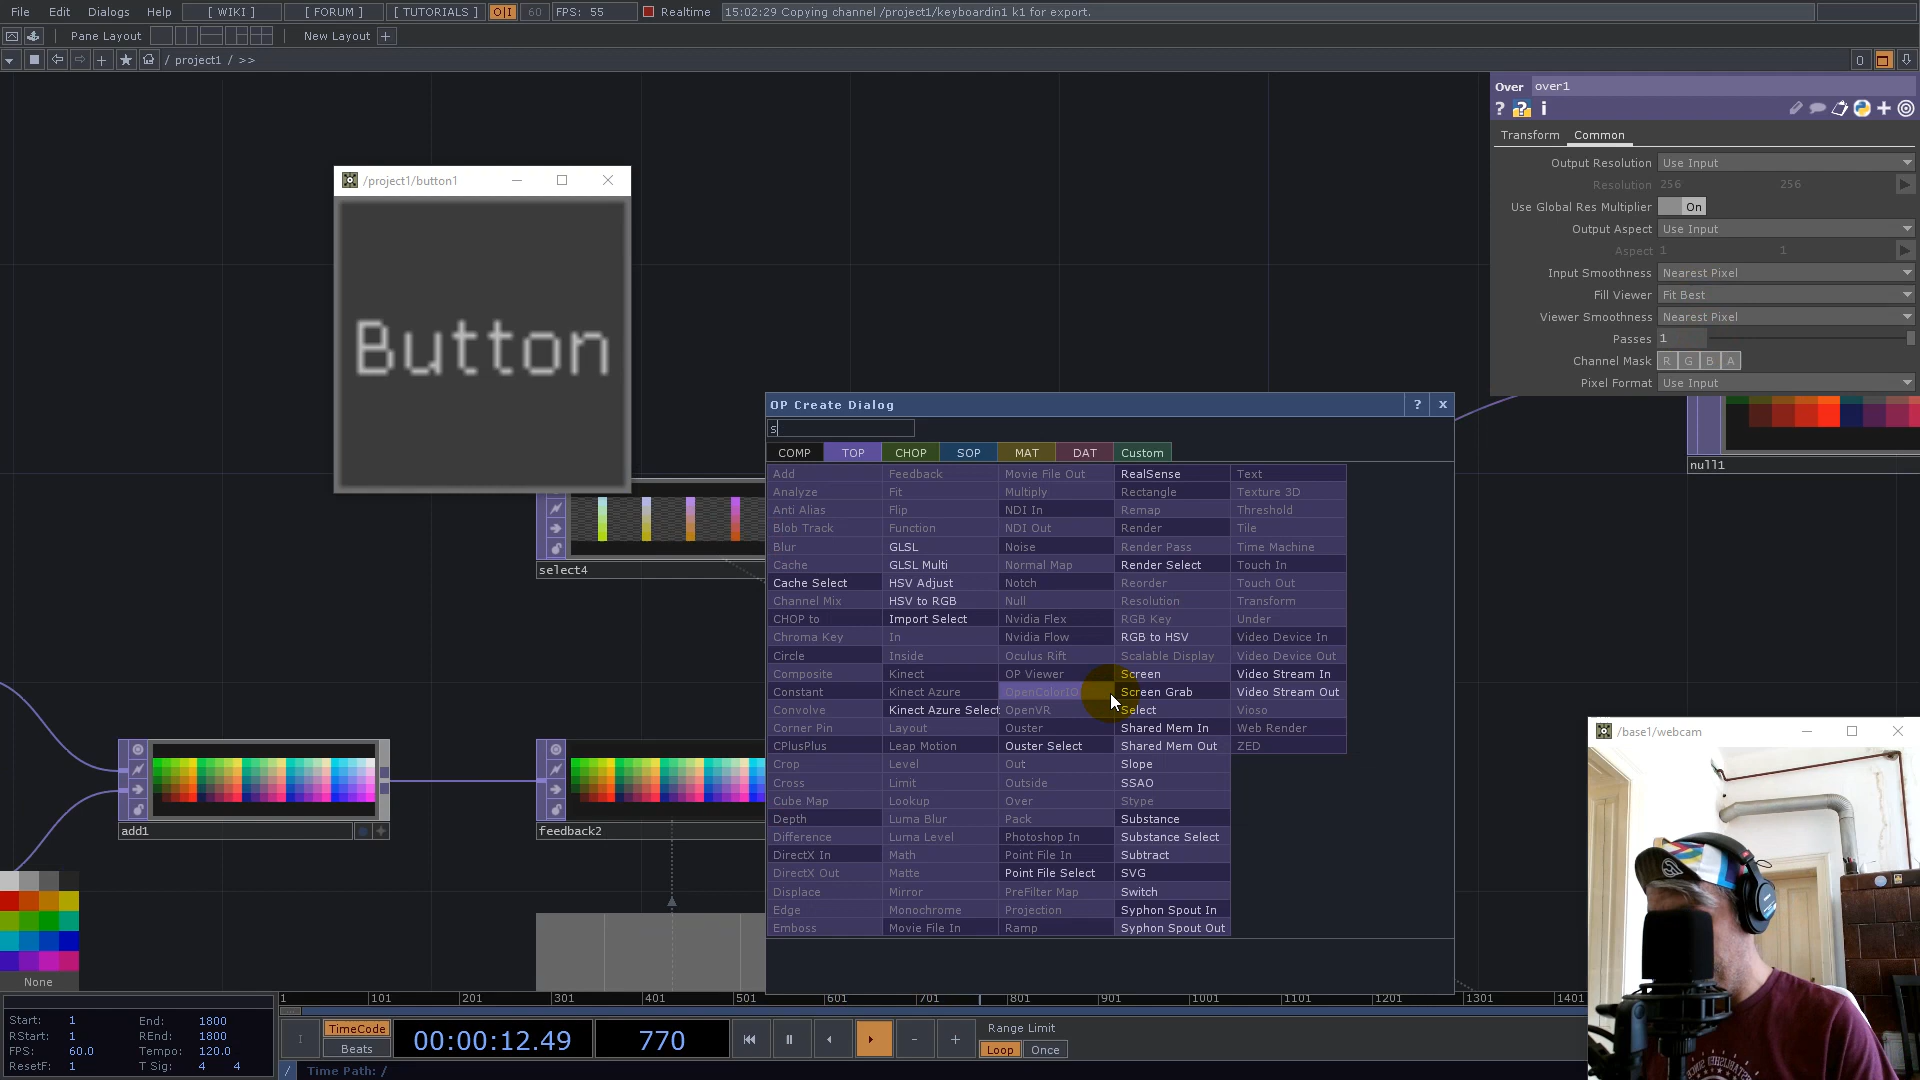 File Edit Dialogs Help [ WIKI ] [ FORUM ] [ TUTORIALS ] O|I 60 FPS: 55 Realtime 15:02:29 Copying channel /project1/keyboardin1 k1 for export.
Pane Layout New Layout +
/ project1 / >> 0
Over over1
? ? i
Transform Common
Output Resolution Use Input
Resolution 256 256
Use Global Res Multiplier On
Output Aspect Use Input
Aspect 1 1
Input Smoothness Nearest Pixel
Fill Viewer Fit Best
Viewer Smoothness Nearest Pixel
Passes 1
Channel Mask R G B A
Pixel Format Use Input
/project1/button1
Button
null1
select4
OP Create Dialog ? x
s
COMP TOP CHOP SOP MAT DAT Custom
Add Feedback Movie File Out RealSense Text
Analyze Fit Multiply Rectangle Texture 3D
Anti Alias Flip NDI In Remap Threshold
Blob Track Function NDI Out Render Tile
Blur GLSL Noise Render Pass Time Machine
Cache GLSL Multi Normal Map Render Select Touch In
Cache Select HSV Adjust Notch Reorder Touch Out
Channel Mix HSV to RGB Null Resolution Transform
CHOP to Import Select Nvidia Flex RGB Key Under
Chroma Key In Nvidia Flow RGB to HSV Video Device In
Circle Inside Oculus Rift Scalable Display Video Device Out
Composite Kinect OP Viewer Screen Video Stream In
Constant Kinect Azure OpenColorIO Screen Grab Video Stream Out
Convolve Kinect Azure Select OpenVR Select Vioso
Corner Pin Layout Ouster Shared Mem In Web Render
CPlusPlus Leap Motion Ouster Select Shared Mem Out ZED
Crop Level Out Slope
Cross Limit Outside SSAO
Cube Map Lookup Over Stype
Depth Luma Blur Pack Substance
Difference Luma Level Photoshop In Substance Select
DirectX In Math Point File In Subtract
DirectX Out Matte Point File Select SVG
Displace Mirror PreFilter Map Switch
Edge Monochrome Projection Syphon Spout In
Emboss Movie File In Ramp Syphon Spout Out
/base1/webcam
add1
feedback2
None
1 101 201 301 401 501 601 701 801 901 1001 1101 1201 1301 1401
Start: 1 End: 1800
RStart: 1 REnd: 1800
FPS: 60.0 Tempo: 120.0
ResetF: 1 T Sig: 4 4
I TimeCode Beats 00:00:12.49 770 - + Range Limit
Loop Once
/ Time Path: /